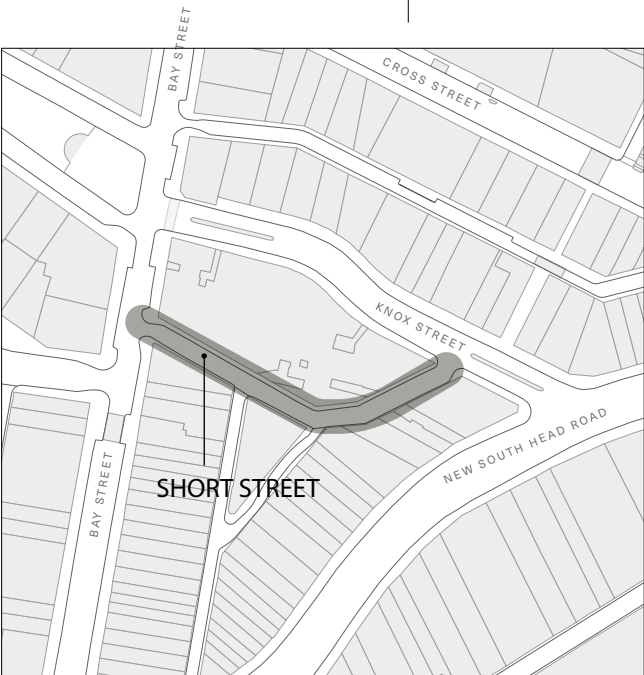 BAY STREET
CROSS STREET
KNOX STREET
NEW SOUTH HEAD ROAD
SHORT STREET
BAY STREET